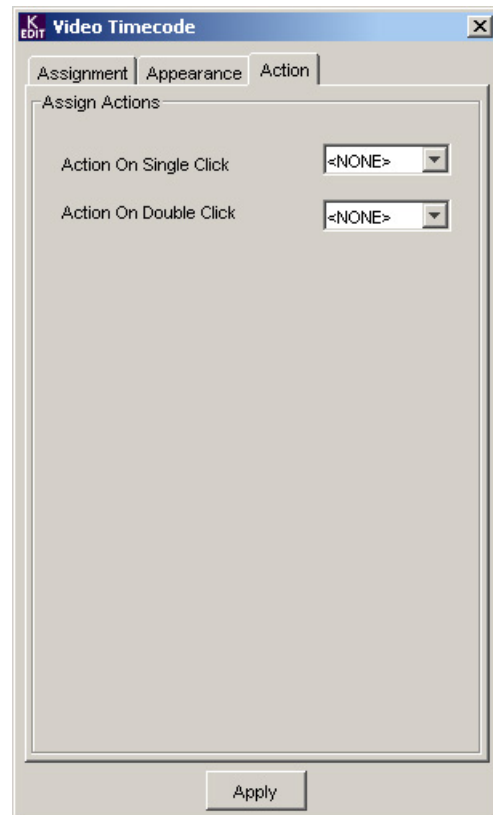 K EDIT Video Timecode
Assignment Appearance Action
Assign Actions
Action On Single Click <NONE>
Action On Double Click <NONE>
Apply